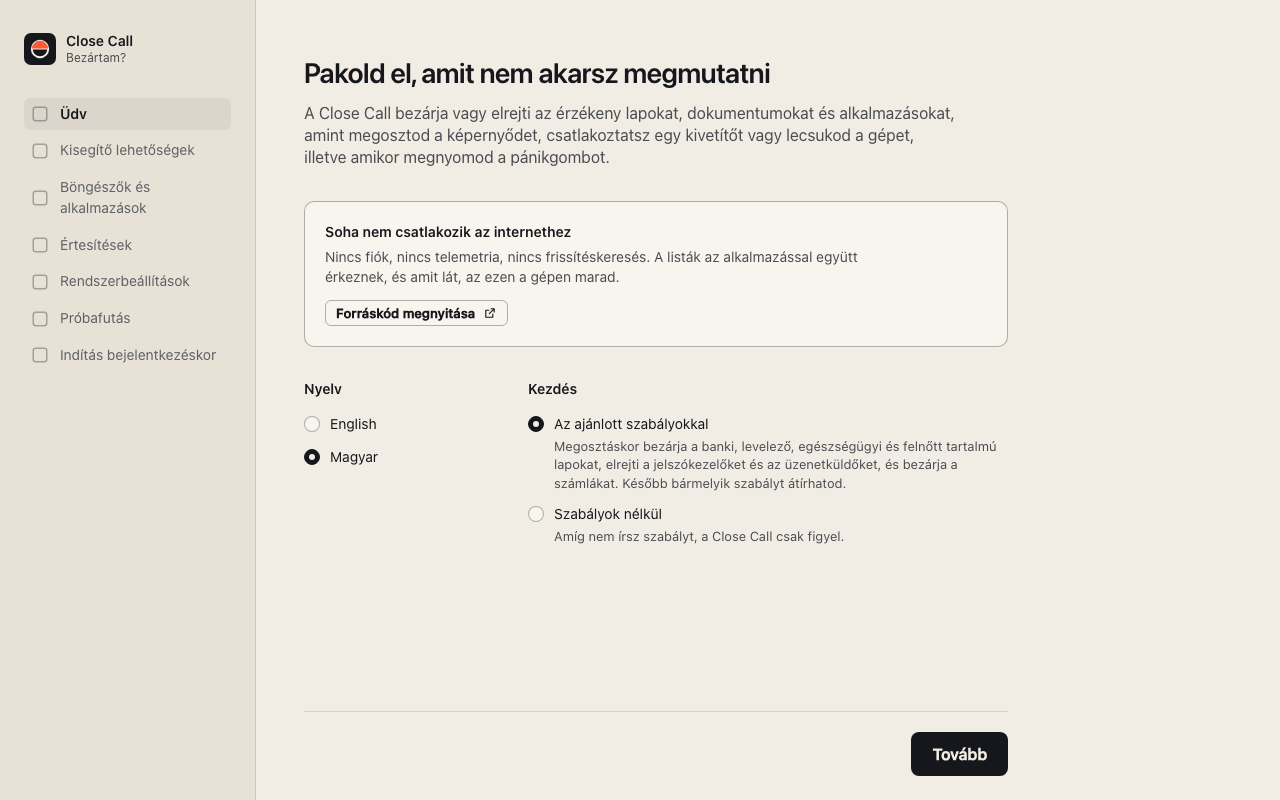 Close Call
Bezártam?
Üdv
Kisegítő lehetőségek
Böngészők és
alkalmazások
Értesítések
Rendszerbeállítások
Próbafutás
Indítás bejelentkezéskor
Pakold el, amit nem akarsz megmutatni
A Close Call bezárja vagy elrejti az érzékeny lapokat, dokumentumokat és alkalmazásokat,
amint megosztod a képernyődet, csatlakoztatsz egy kivetítőt vagy lecsukod a gépet,
illetve amikor megnyomod a pánikgombot.
Soha nem csatlakozik az internethez
Nincs fiók, nincs telemetria, nincs frissítéskeresés. A listák az alkalmazással együtt
érkeznek, és amit lát, az ezen a gépen marad.
Forráskód megnyitása
Nyelv
English
Magyar
Kezdés
Az ajánlott szabályokkal
Megosztáskor bezárja a banki, levelező, egészségügyi és felnőtt tartalmú
lapokat, elrejti a jelszókezelőket és az üzenetküldőket, és bezárja a
számlákat. Később bármelyik szabályt átírhatod.
Szabályok nélkül
Amíg nem írsz szabályt, a Close Call csak figyel.
Tovább